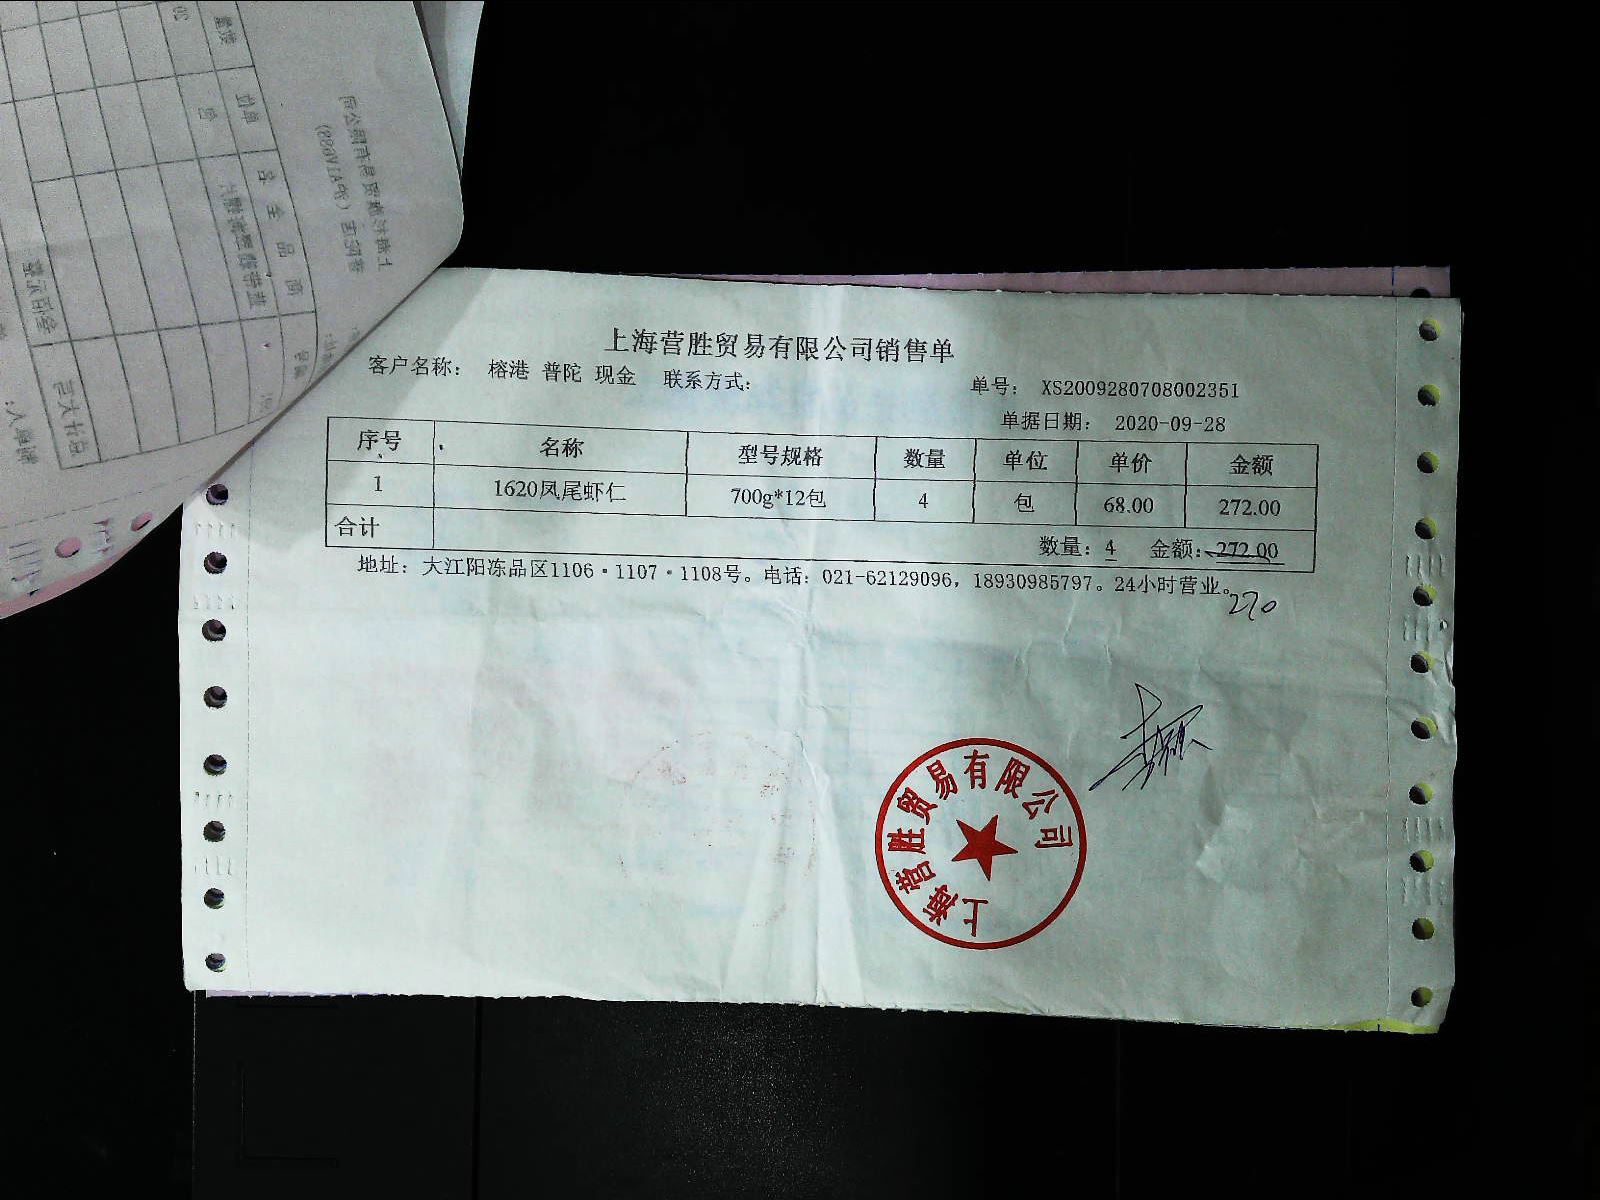 上海营胜贸易有限公司销售单
客户名称: 榕港 普陀 现金 联系方式: 单号: XS2009280708002351
单据日期: 2020-09-28
序号 名称 型号规格 数量 单位 单价 金额
1 1620凤尾虾仁 700g*12包 4 包 68.00 272.00
合计 数量: 4 金额: 272.00
地址: 大江阳冻品区1106·1107·1108号。电话: 021-62129096, 18930985797。24小时营业。
270
上海营胜贸易有限公司